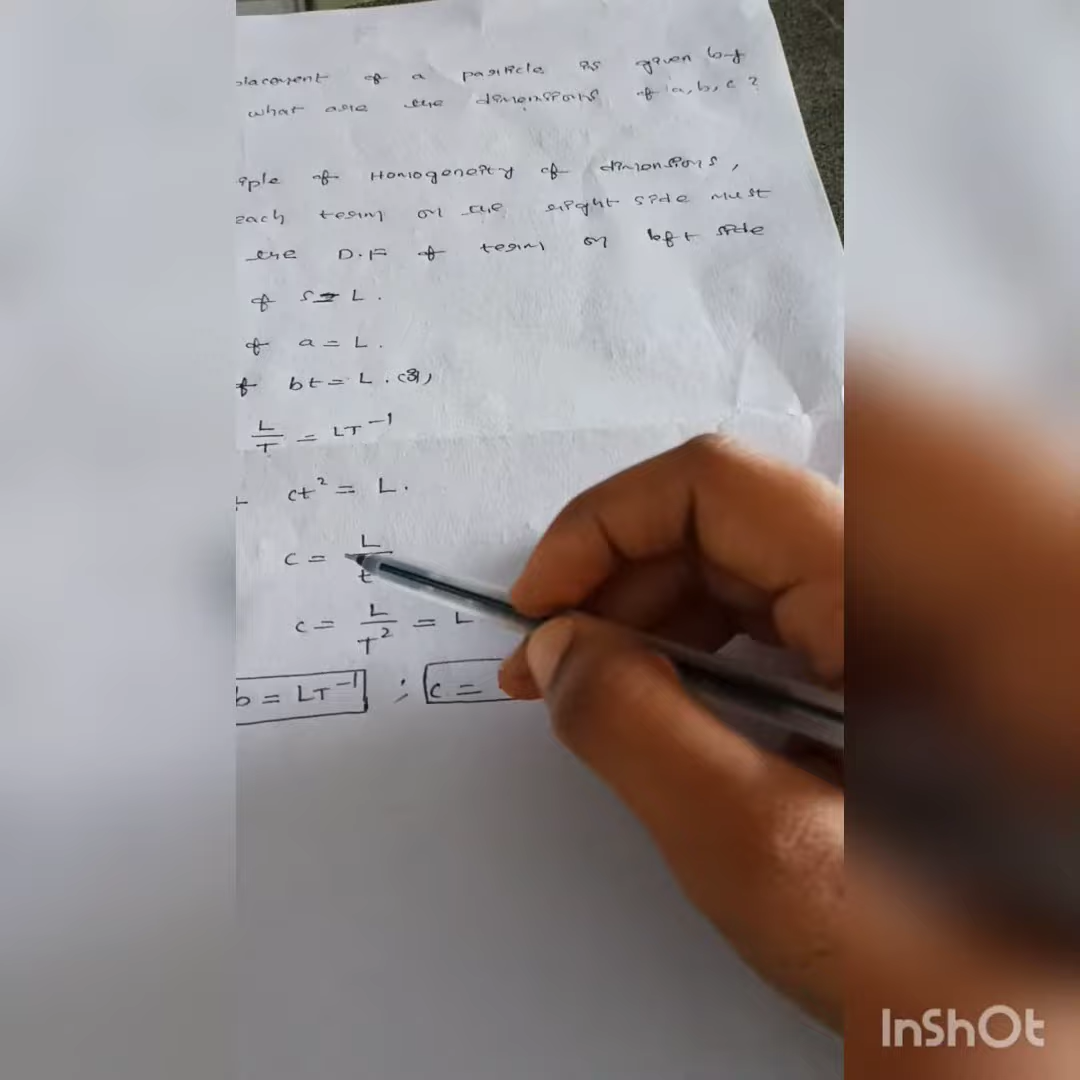 placement of a particle is given by
what are the dimensions of a, b, c ?
iple of Homogeneity of dimensions,
each term on the right side must
the D.F of term on left side
of s = L.
of a = L.
of bt = L.
L/T = LT⁻¹
ct² = L.
c = L/t
c = L/T² = L
b = LT⁻¹ ; c =
InShOt